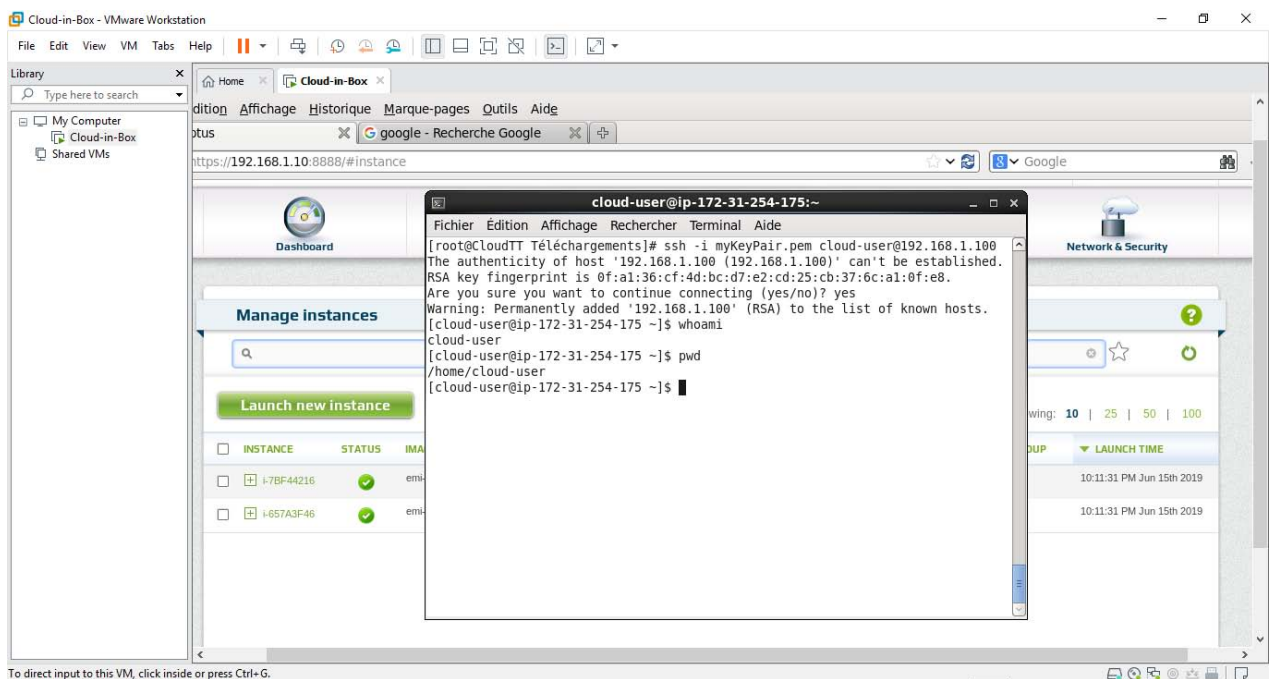 Cloud-in-Box - VMware Workstation
File Edit View VM Tabs Help
Library
Type here to search
My Computer
Cloud-in-Box
Shared VMs
Home
Cloud-in-Box
dition Affichage Historique Marque-pages Outils Aide
otus
google - Recherche Google
https://192.168.1.10:8888/#instance
Google
Dashboard
Network & Security
Manage instances
Launch new instance
wing: 10 | 25 | 50 | 100
INSTANCE STATUS IMA OUP LAUNCH TIME
i-7BF44216 emi- 10:11:31 PM Jun 15th 2019
i-657A3F46 emi- 10:11:31 PM Jun 15th 2019
cloud-user@ip-172-31-254-175:~
Fichier Édition Affichage Rechercher Terminal Aide
[root@CloudTT Téléchargements]# ssh -i myKeyPair.pem cloud-user@192.168.1.100
The authenticity of host '192.168.1.100 (192.168.1.100)' can't be established.
RSA key fingerprint is 0f:a1:36:cf:4d:bc:d7:e2:cd:25:cb:37:6c:a1:0f:e8.
Are you sure you want to continue connecting (yes/no)? yes
Warning: Permanently added '192.168.1.100' (RSA) to the list of known hosts.
[cloud-user@ip-172-31-254-175 ~]$ whoami
cloud-user
[cloud-user@ip-172-31-254-175 ~]$ pwd
/home/cloud-user
[cloud-user@ip-172-31-254-175 ~]$
To direct input to this VM, click inside or press Ctrl+G.